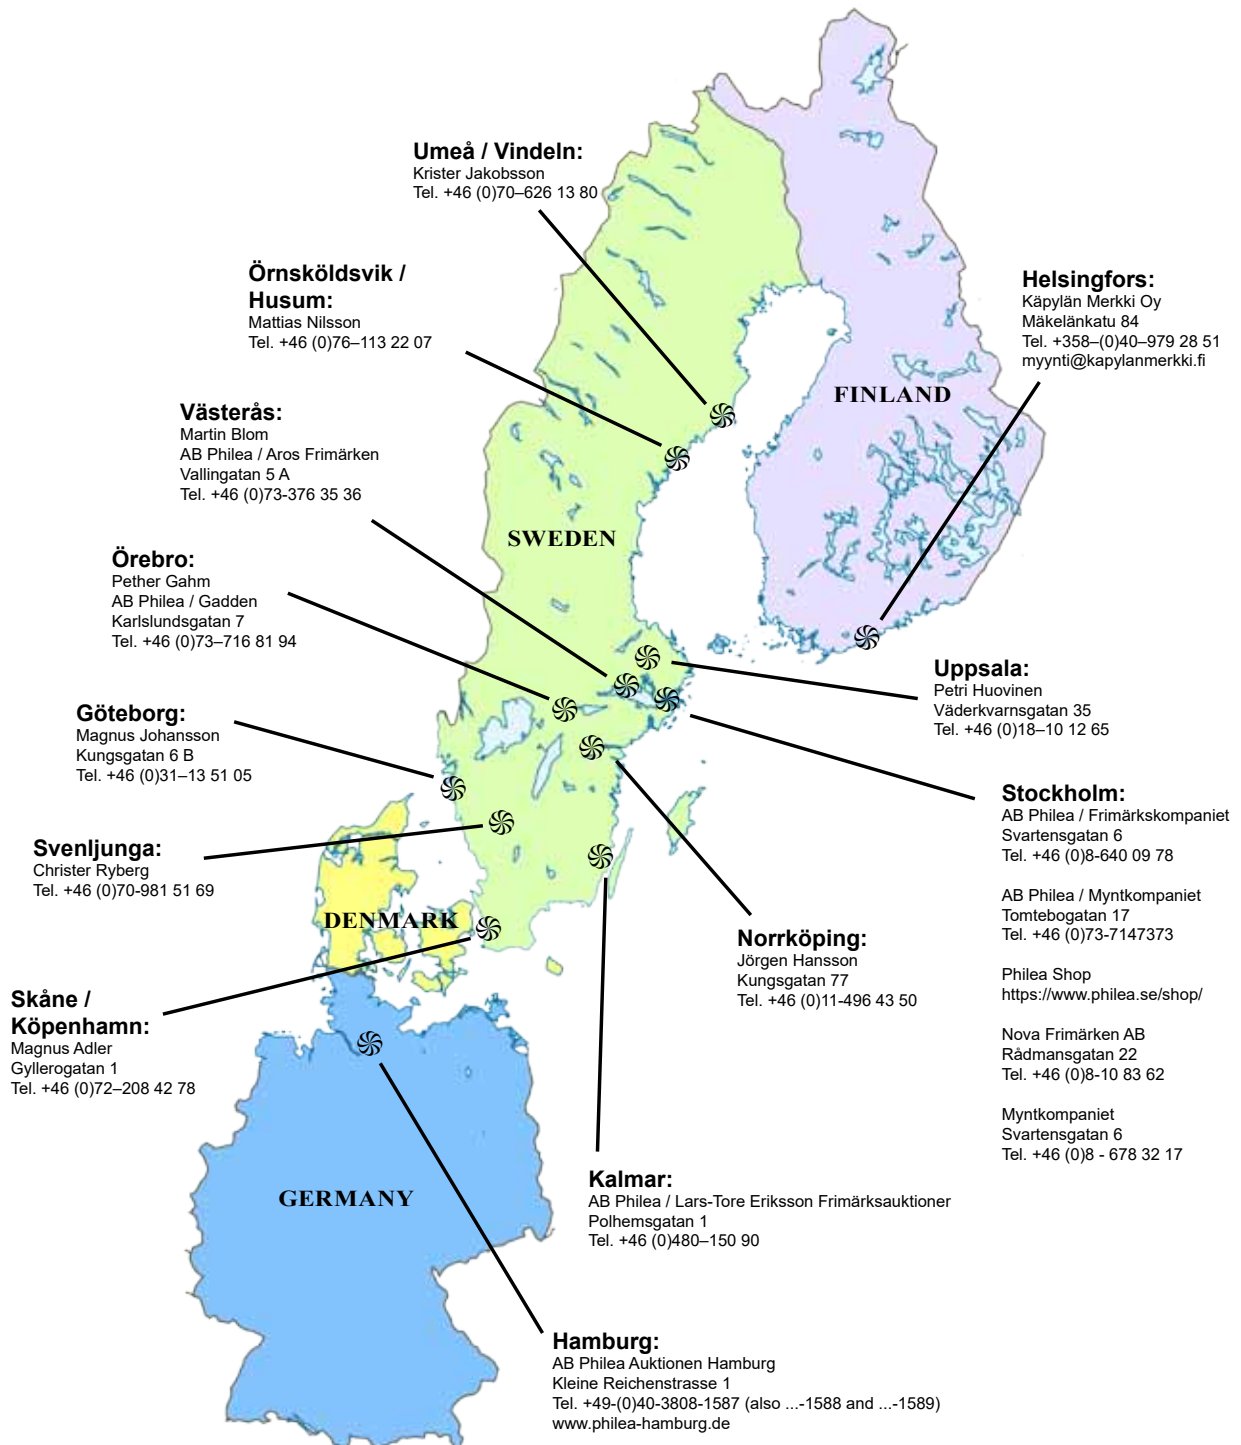 Umeå / Vindeln:
Krister Jakobsson
Tel. +46 (0)70–626 13 80
Örnsköldsvik /
Husum:
Mattias Nilsson
Tel. +46 (0)76–113 22 07
Helsingfors:
Käpylän Merkki Oy
Mäkelänkatu 84
Tel. +358–(0)40–979 28 51
myynti@kapylanmerkki.fi
FINLAND
Västerås:
Martin Blom
AB Philea / Aros Frimärken
Vallingatan 5 A
Tel. +46 (0)73-376 35 36
SWEDEN
Örebro:
Pether Gahm
AB Philea / Gadden
Karlslundsgatan 7
Tel. +46 (0)73–716 81 94
Uppsala:
Petri Huovinen
Väderkvarnsgatan 35
Tel. +46 (0)18–10 12 65
Göteborg:
Magnus Johansson
Kungsgatan 6 B
Tel. +46 (0)31–13 51 05
Stockholm:
AB Philea / Frimärkskompaniet
Svartensgatan 6
Tel. +46 (0)8-640 09 78
AB Philea / Myntkompaniet
Tomtebogatan 17
Tel. +46 (0)73-7147373
Philea Shop
https://www.philea.se/shop/
Nova Frimärken AB
Rådmansgatan 22
Tel. +46 (0)8-10 83 62
Myntkompaniet
Svartensgatan 6
Tel. +46 (0)8 - 678 32 17
Svenljunga:
Christer Ryberg
Tel. +46 (0)70-981 51 69
DENMARK
Norrköping:
Jörgen Hansson
Kungsgatan 77
Tel. +46 (0)11-496 43 50
Skåne /
Köpenhamn:
Magnus Adler
Gyllerogatan 1
Tel. +46 (0)72–208 42 78
GERMANY
Kalmar:
AB Philea / Lars-Tore Eriksson Frimärksauktioner
Polhemsgatan 1
Tel. +46 (0)480–150 90
Hamburg:
AB Philea Auktionen Hamburg
Kleine Reichenstrasse 1
Tel. +49-(0)40-3808-1587 (also ...-1588 and ...-1589)
www.philea-hamburg.de